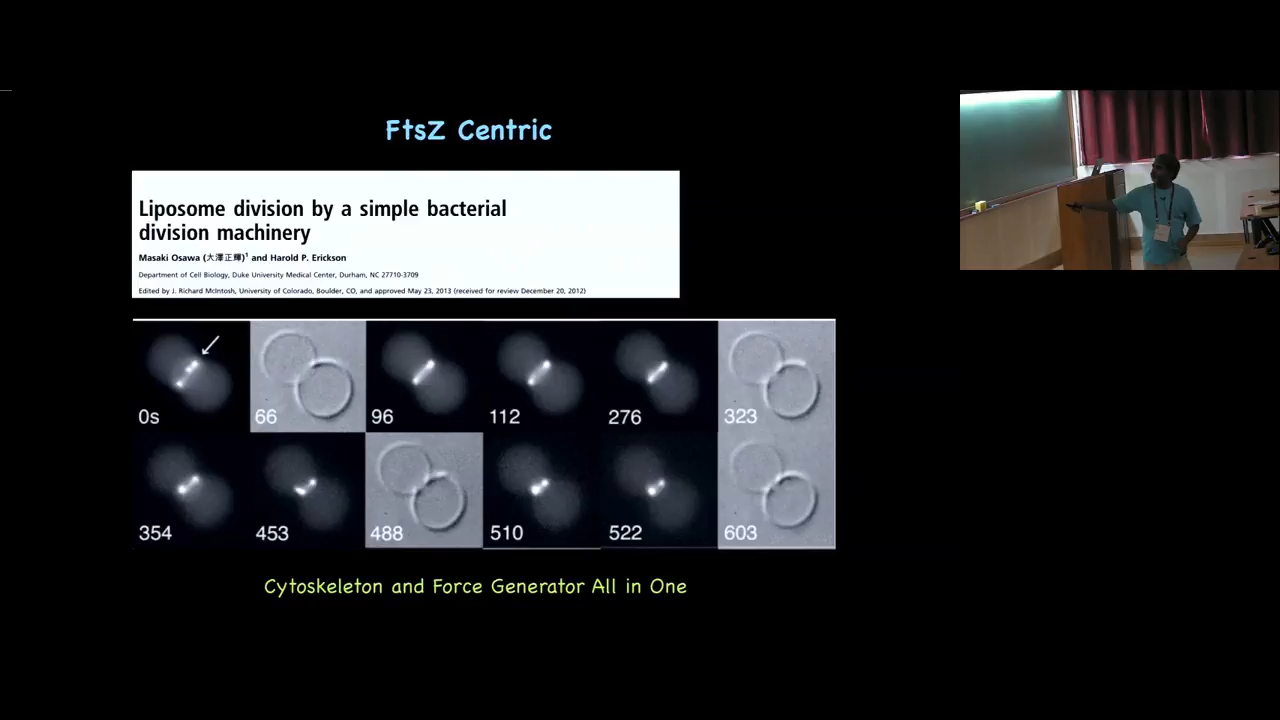 FtsZ Centric
Liposome division by a simple bacterial
division machinery
Masaki Osawa (大澤正輝)¹ and Harold P. Erickson
Department of Cell Biology, Duke University Medical Center, Durham, NC 27710-3709
Edited by J. Richard McIntosh, University of Colorado, Boulder, CO, and approved May 23, 2013 (received for review December 20, 2012)
0s 66 96 112 276 323
354 453 488 510 522 603
Cytoskeleton and Force Generator All in One